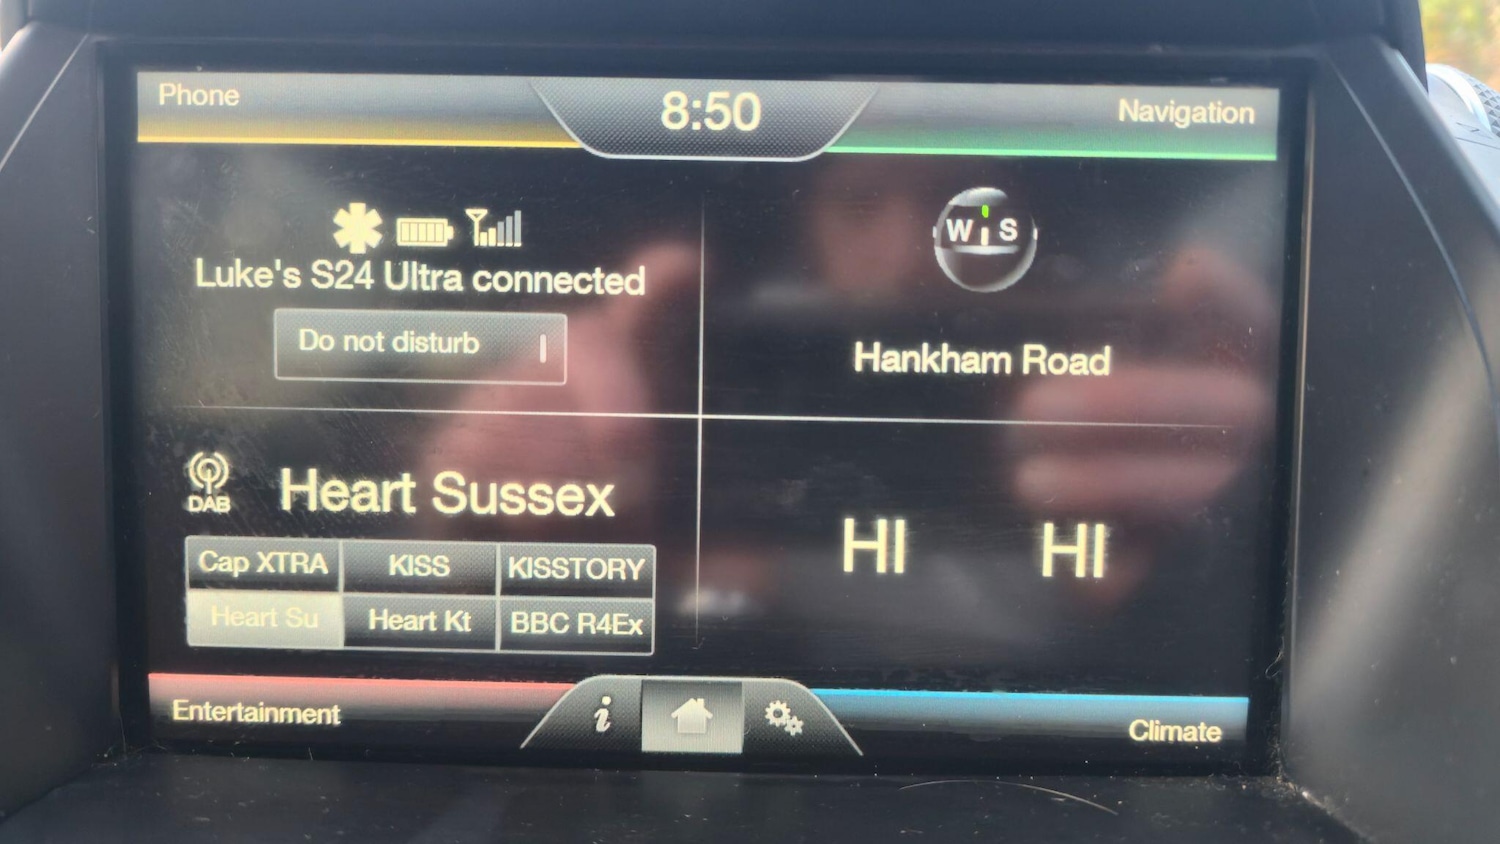 Phone
8:50
Navigation
Luke's S24 Ultra connected
Do not disturb
W S
Hankham Road
DAB
Heart Sussex
Cap XTRA KISS KISSTORY
Heart Su Heart Kt BBC R4Ex
HI HI
Entertainment
i
Climate